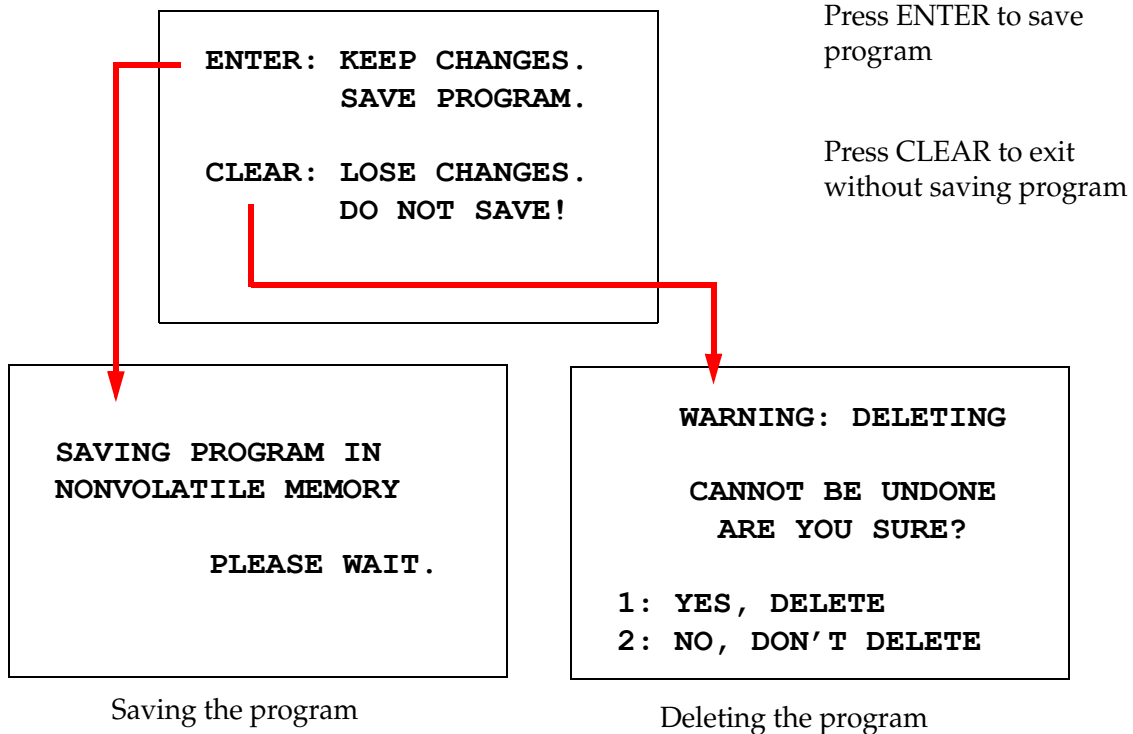 ENTER: KEEP CHANGES.
SAVE PROGRAM.
CLEAR: LOSE CHANGES.
DO NOT SAVE!
Press ENTER to save
program
Press CLEAR to exit
without saving program
SAVING PROGRAM IN
NONVOLATILE MEMORY
PLEASE WAIT.
Saving the program
WARNING: DELETING
CANNOT BE UNDONE
ARE YOU SURE?
1: YES, DELETE
2: NO, DON’T DELETE
Deleting the program